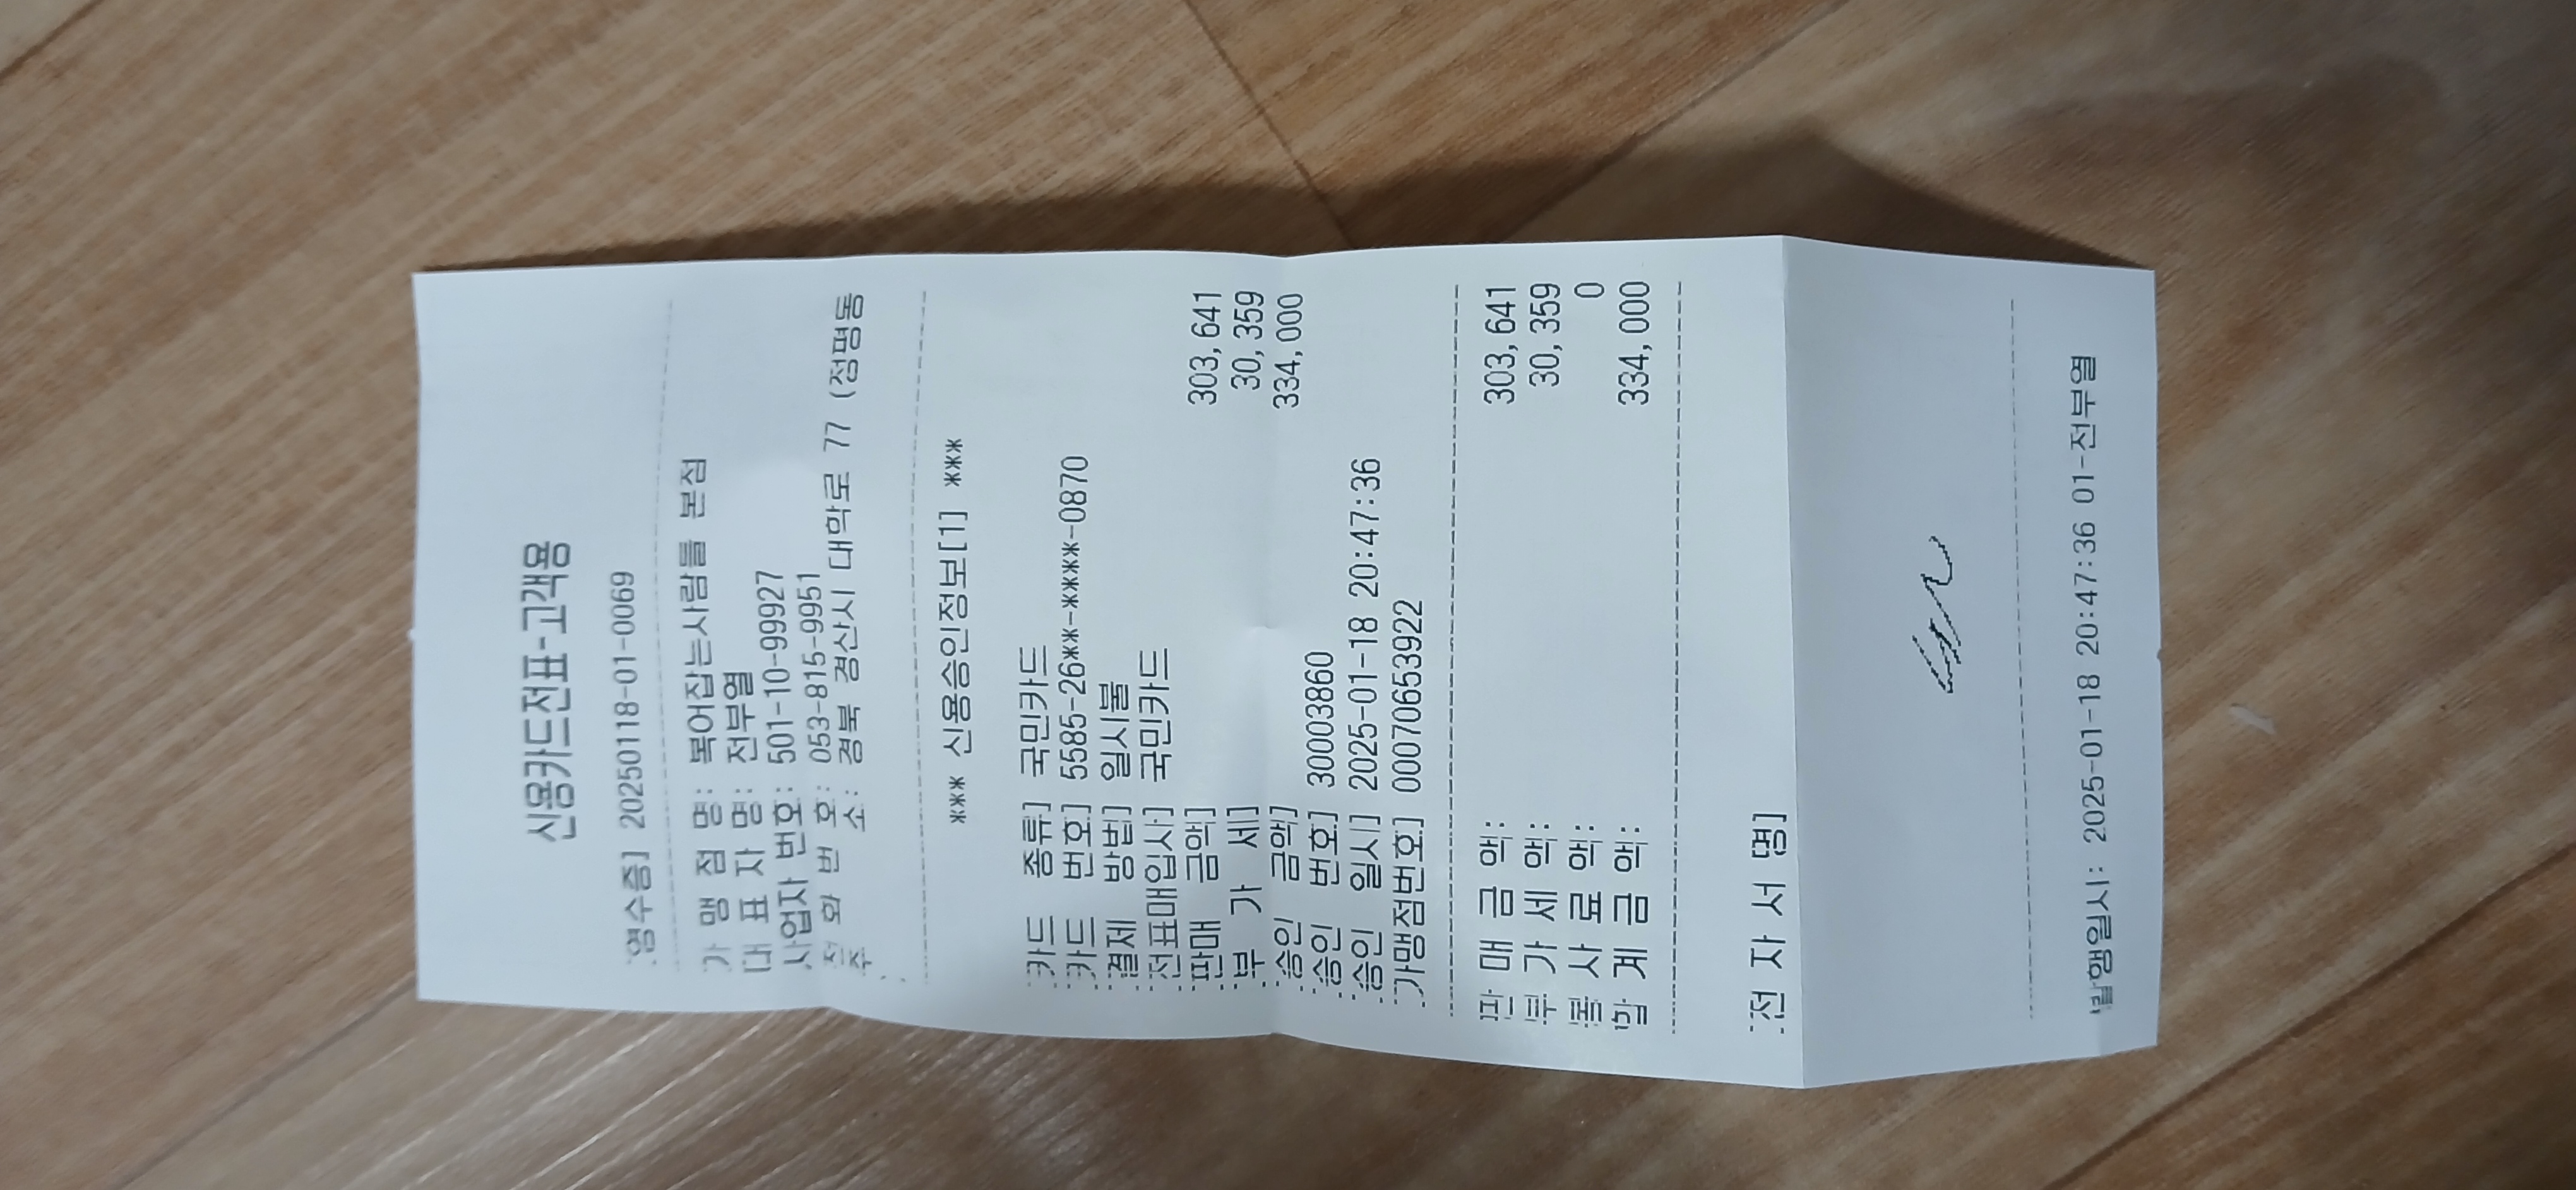 신용카드전표-고객용
[영수증] 20250118-01-0069
가 맹 점 명: 복어잡는사람들 본점
대 표 자 명: 전부열
사업자 번호: 501-10-99927
전 화 번 호: 053-815-9951
주 소: 경북 경산시 대학로 77 (정평동
)
*** 신용승인정보[1] ***
[카드 종류] 국민카드
[카드 번호] 5585-26**-****-0870
[결제 방법] 일시불
[전표매입사] 국민카드
[판매 금액] 303,641
[부 가 세] 30,359
[승인 금액] 334,000
[승인 번호] 30003860
[승인 일시] 2025-01-18 20:47:36
[가맹점번호] 00070653922
판 매 금 액: 303,641
부 가 세 액: 30,359
봉 사 료 액: 0
합 계 금 액: 334,000
[전 자 서 명]
발행일시: 2025-01-18 20:47:36 01-전부열